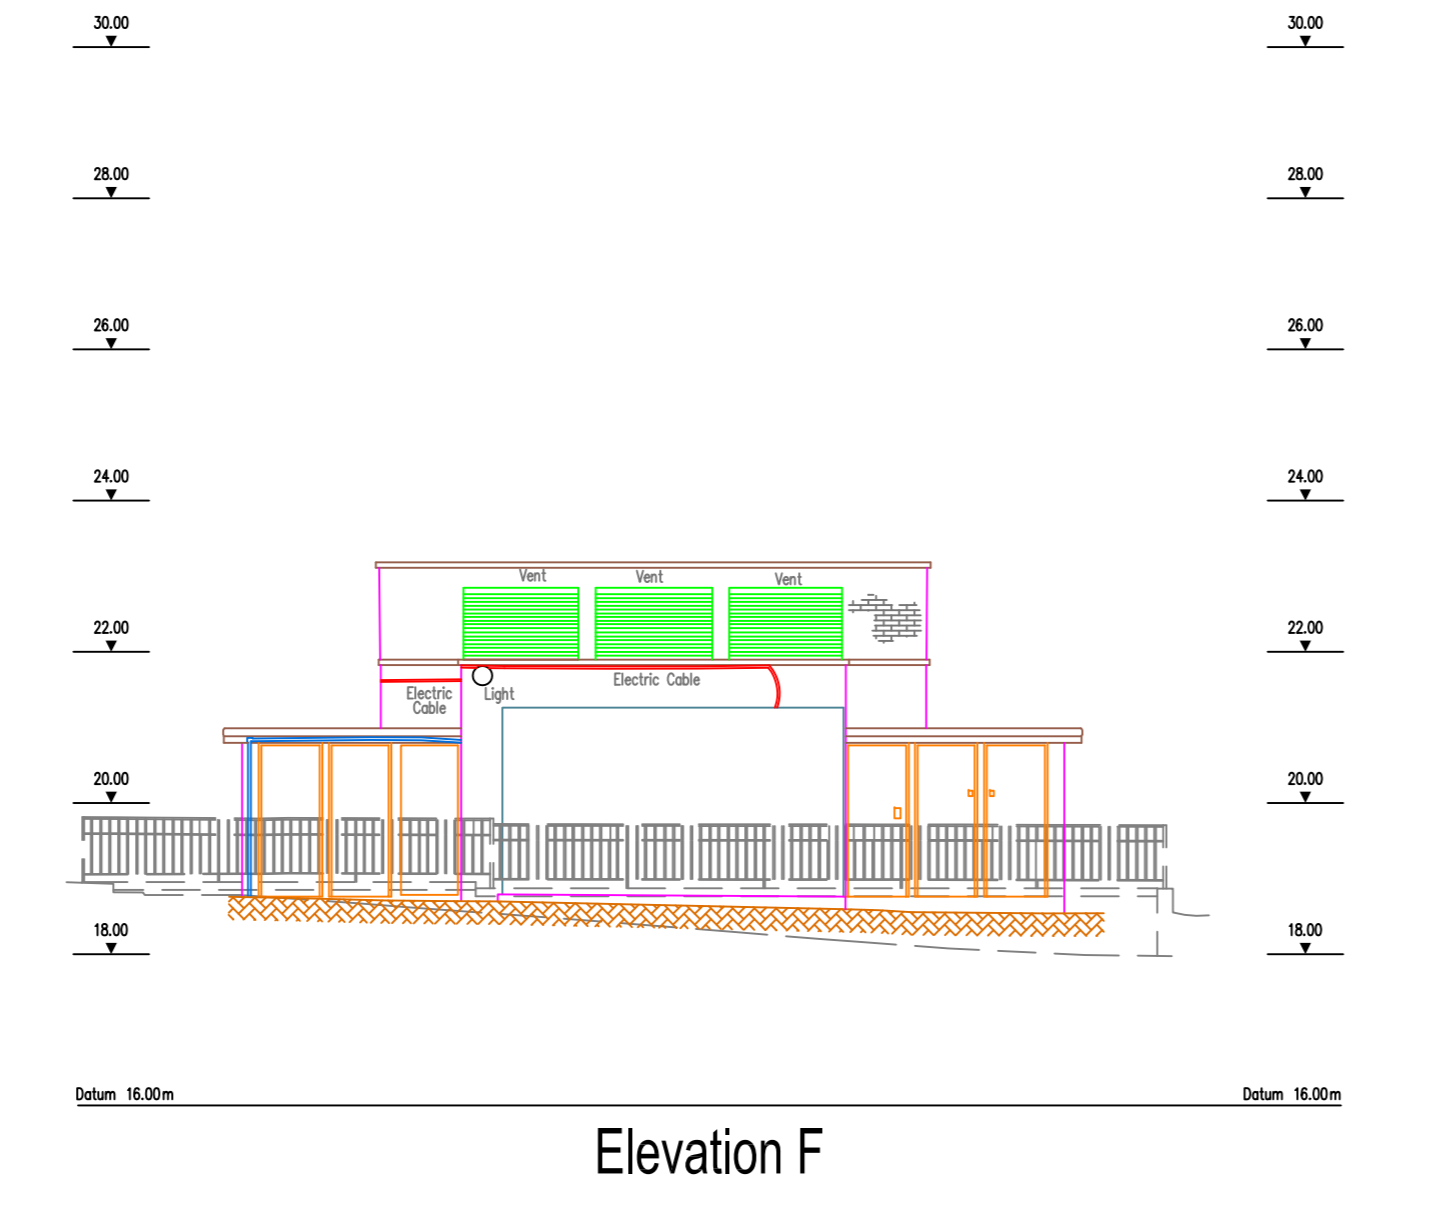 30.00 30.00
28.00 28.00
26.00 26.00
24.00 24.00
Vent Vent Vent
22.00 22.00
Electric Cable Light Electric Cable
20.00 20.00
18.00 18.00
Datum 16.00m Datum 16.00m
Elevation F